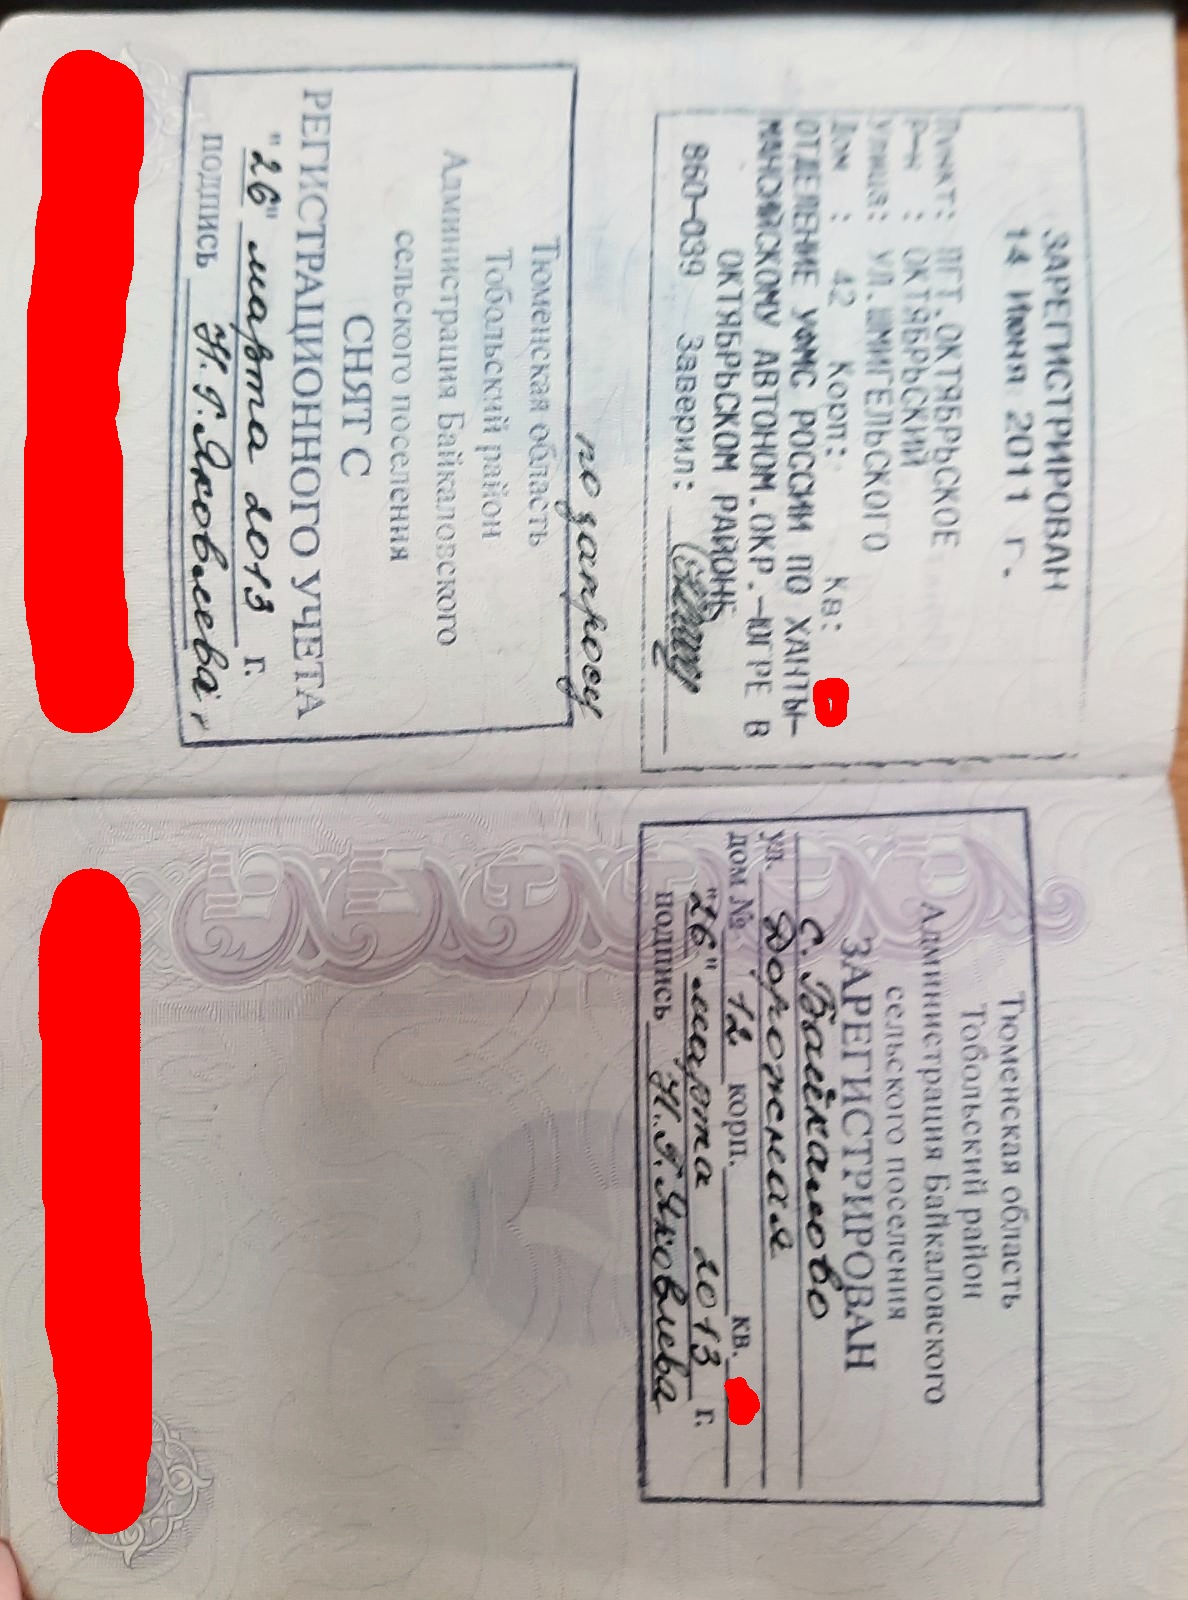 ЗАРЕГИСТРИРОВАН
14 Июня 2011 г.
Пункт: ПГТ.ОКТЯБРЬСКОЕ
Р-н : ОКТЯБРЬСКИЙ
Улица: УЛ.ШМИГЕЛЬСКОГО
Дом : 42 Корп: Кв:
ОТДЕЛЕНИЕ УФМС РОССИИ ПО ХАНТЫ-
МАНСИЙСКОМУ АВТОНОМ.ОКР.-ЮГРЕ В
ОКТЯБРЬСКОМ РАЙОНЕ
860-039 Заверил:
по запросу
Тюменская область
Тобольский район
Администрация Байкаловского
сельского поселения
СНЯТ С
РЕГИСТРАЦИОННОГО УЧЕТА
"26" марта 2013 г.
подпись Н.Г.Яковлева
Тюменская область
Тобольский район
Администрация Байкаловского
сельского поселения
ЗАРЕГИСТРИРОВАН
с. Байкалово
ул. Дорожная
дом № 12 корп. кв.
"26" марта 2013 г.
подпись Н.Г.Яковлева